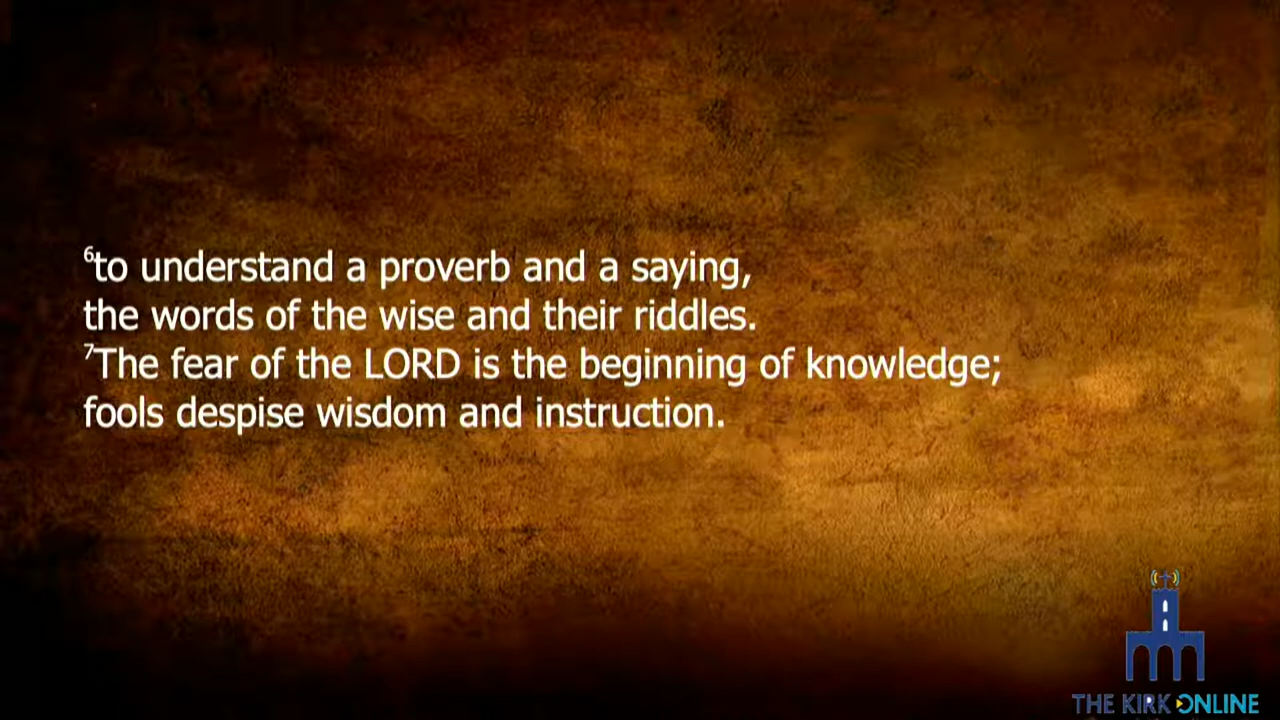 ⁶to understand a proverb and a saying,
the words of the wise and their riddles.
⁷The fear of the LORD is the beginning of knowledge;
fools despise wisdom and instruction.
THE KIRK ONLINE